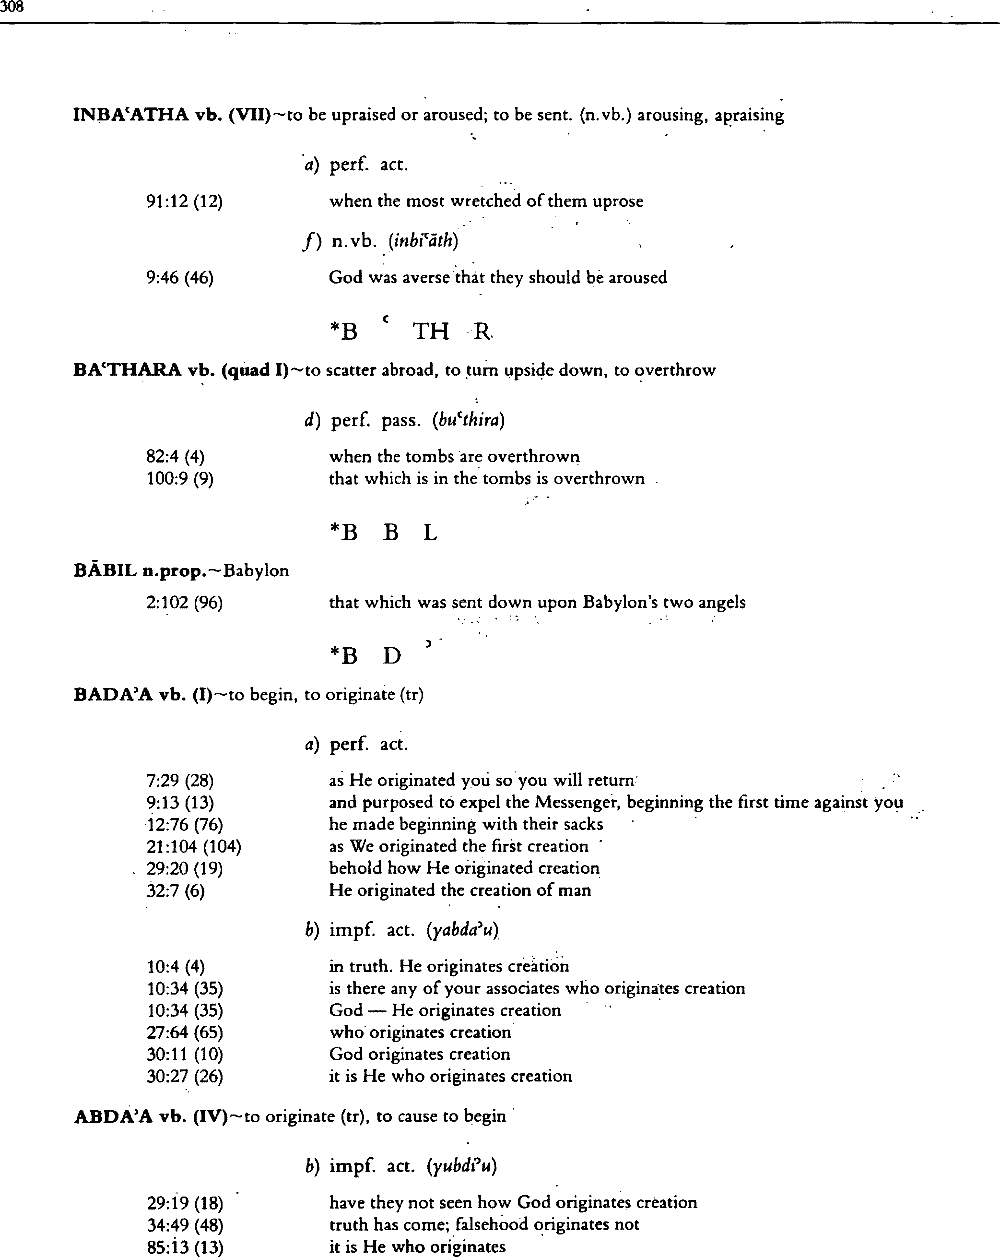 308
INBAʿATHA vb. (VII)~to be upraised or aroused; to be sent. (n.vb.) arousing, apraising
a) perf. act.
91:12 (12) when the most wretched of them uprose
f) n.vb. (inbiʿāth)
9:46 (46) God was averse that they should be aroused
*B ʿ TH R
BAʿTHARA vb. (quad I)~to scatter abroad, to turn upside down, to overthrow
d) perf. pass. (buʿthira)
82:4 (4) when the tombs are overthrown
100:9 (9) that which is in the tombs is overthrown
*B B L
BĀBIL n.prop.~Babylon
2:102 (96) that which was sent down upon Babylon's two angels
*B D ʾ
BADAʾA vb. (I)~to begin, to originate (tr)
a) perf. act.
7:29 (28) as He originated you so you will return
9:13 (13) and purposed to expel the Messenger, beginning the first time against you
12:76 (76) he made beginning with their sacks
21:104 (104) as We originated the first creation
29:20 (19) behold how He originated creation
32:7 (6) He originated the creation of man
b) impf. act. (yabdaʾu)
10:4 (4) in truth. He originates creation
10:34 (35) is there any of your associates who originates creation
10:34 (35) God — He originates creation
27:64 (65) who originates creation
30:11 (10) God originates creation
30:27 (26) it is He who originates creation
ABDAʾA vb. (IV)~to originate (tr), to cause to begin
b) impf. act. (yubdiʾu)
29:19 (18) have they not seen how God originates creation
34:49 (48) truth has come; falsehood originates not
85:13 (13) it is He who originates